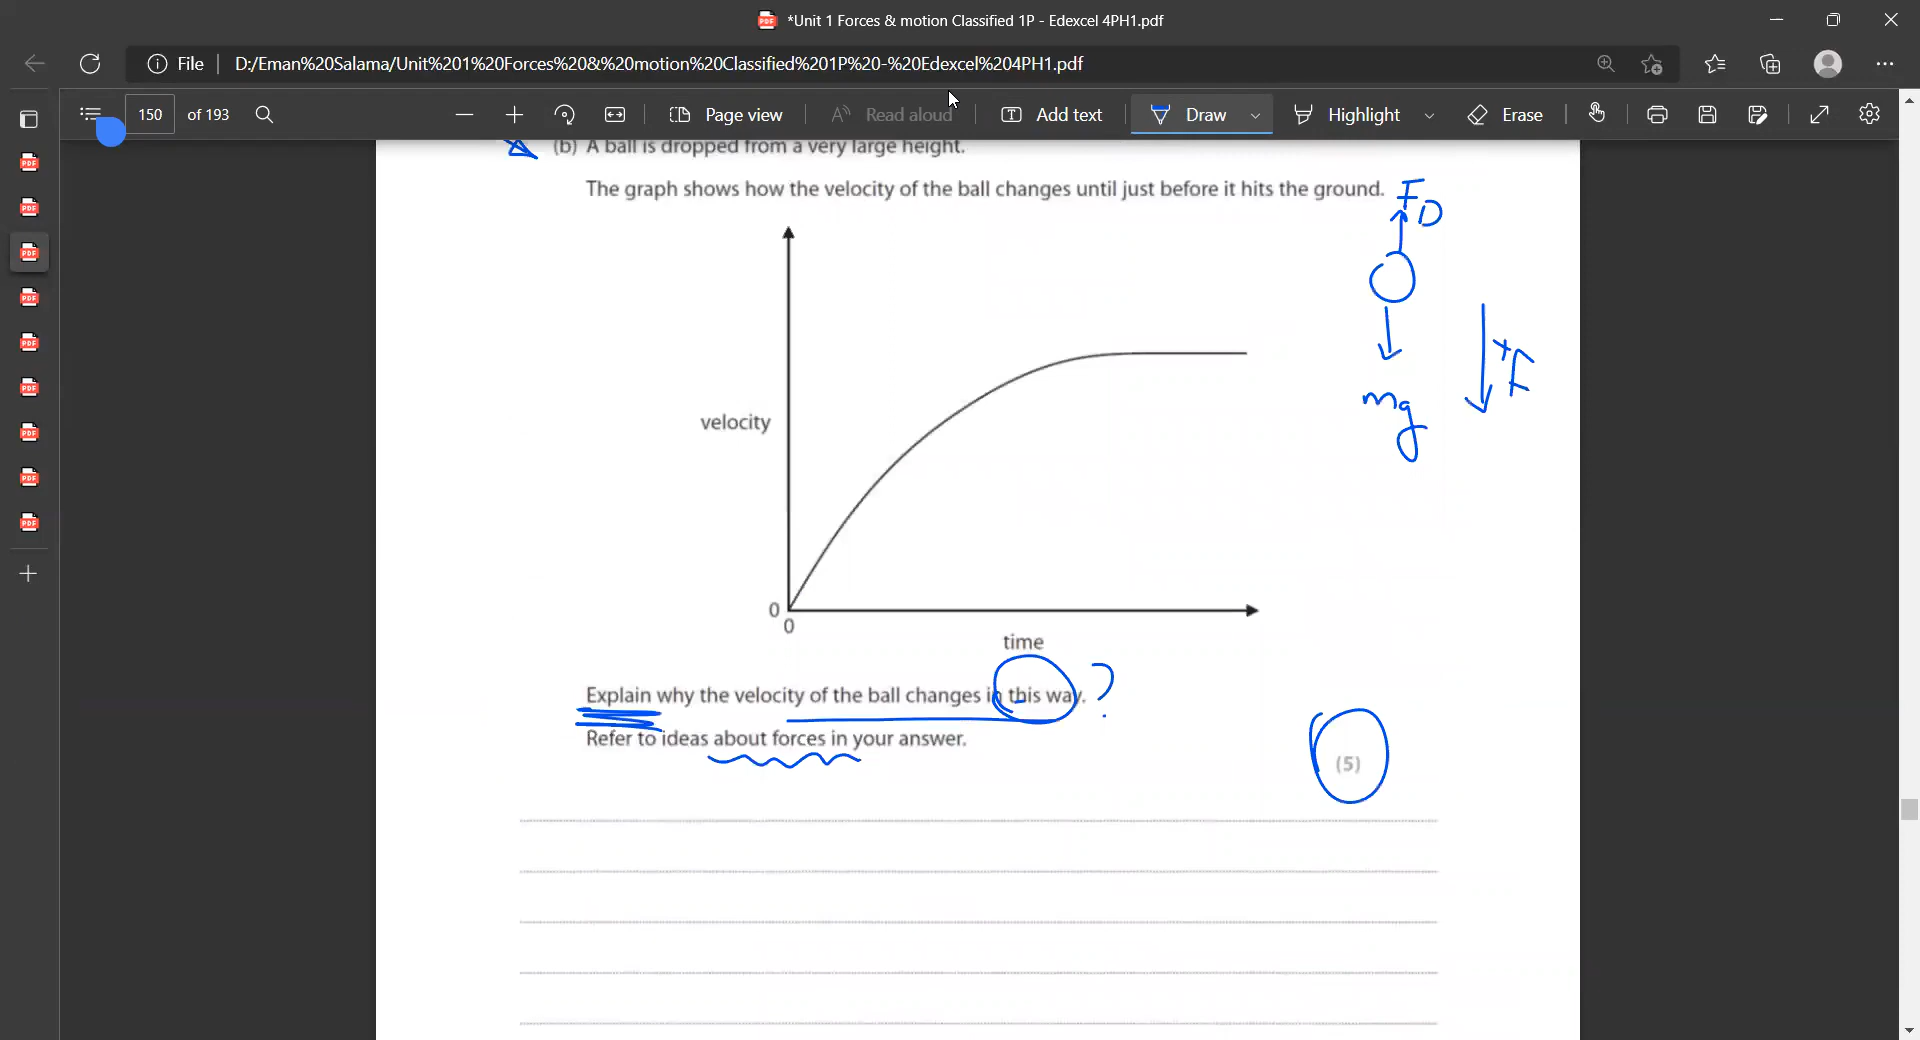 *Unit 1 Forces & motion Classified 1P - Edexcel 4PH1.pdf
File D:/Eman%20Salama/Unit%201%20Forces%20&%20motion%20Classified%201P%20-%20Edexcel%204PH1.pdf
150 of 193 Page view Read aloud Add text Draw Highlight Erase
(b) A ball is dropped from a very large height.
The graph shows how the velocity of the ball changes until just before it hits the ground.
F
D
velocity
+
mg
0
0
time
Explain why the velocity of the ball changes in this way. ?
Refer to ideas about forces in your answer.
(5)